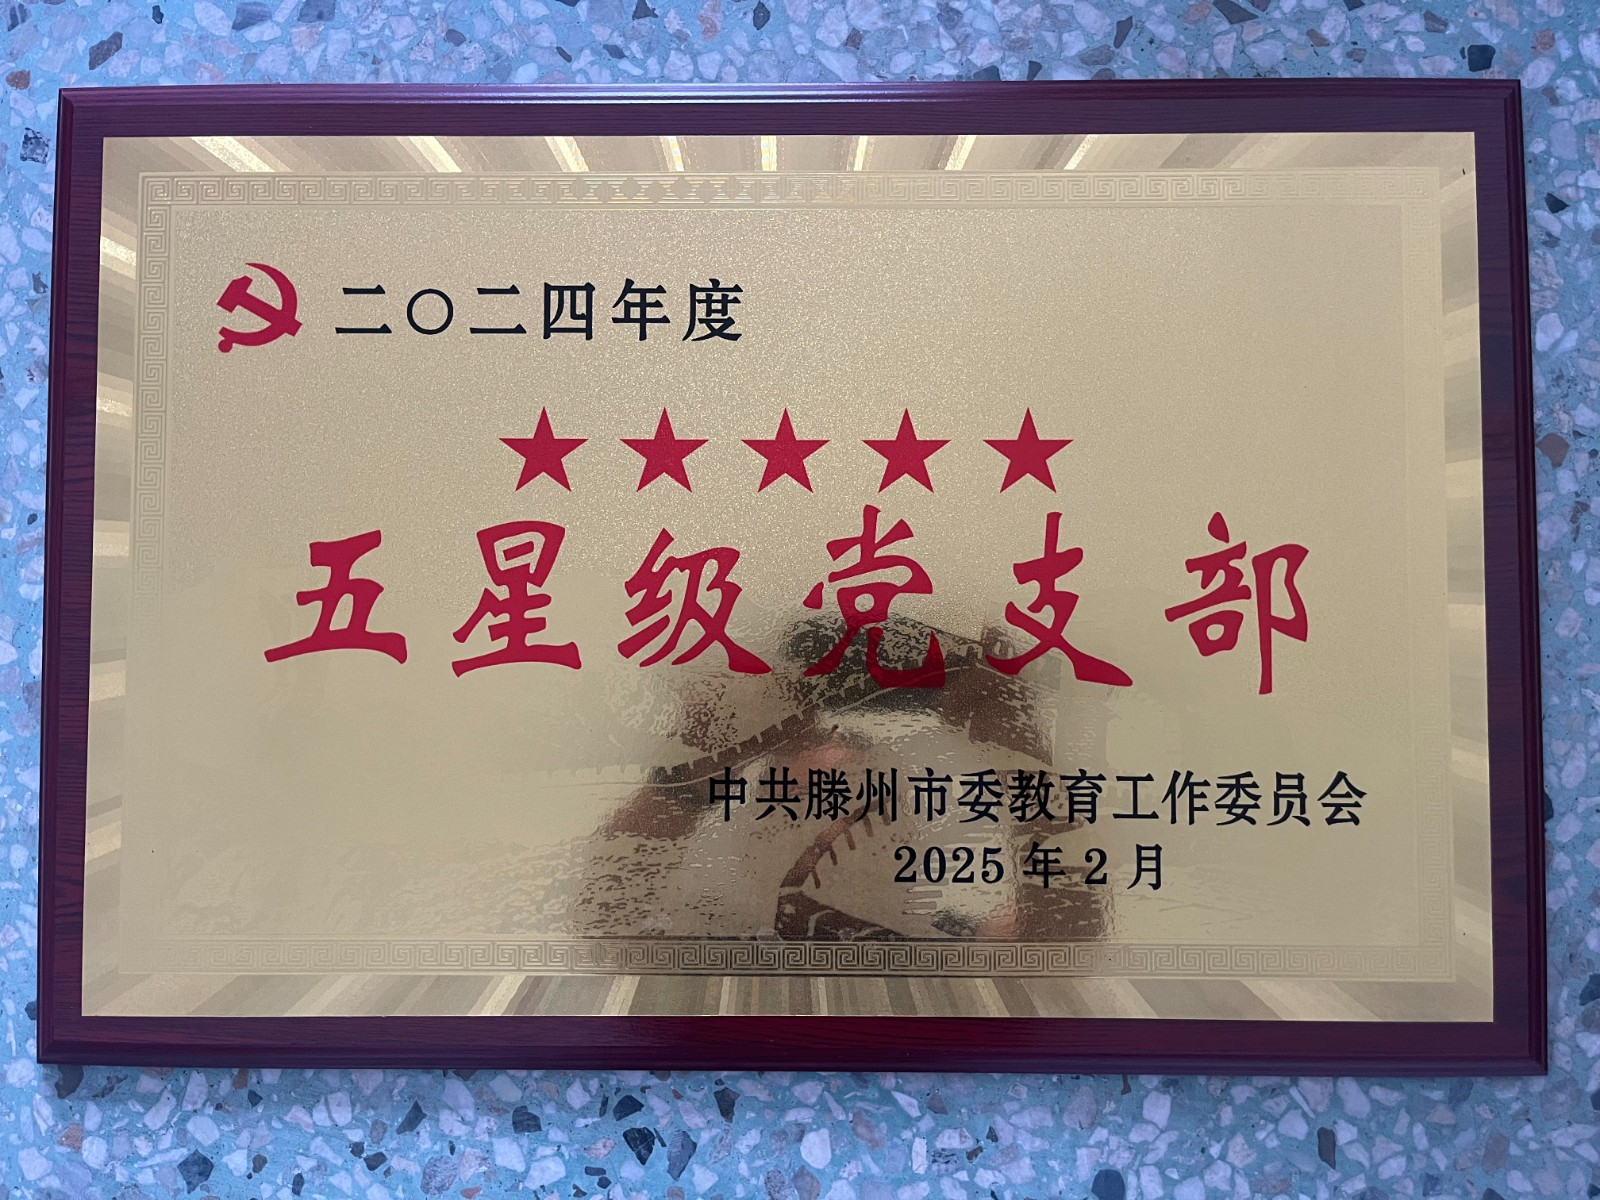 二〇二四年度
★★★★★
五星级党支部
中共滕州市委教育工作委员会
2025年2月